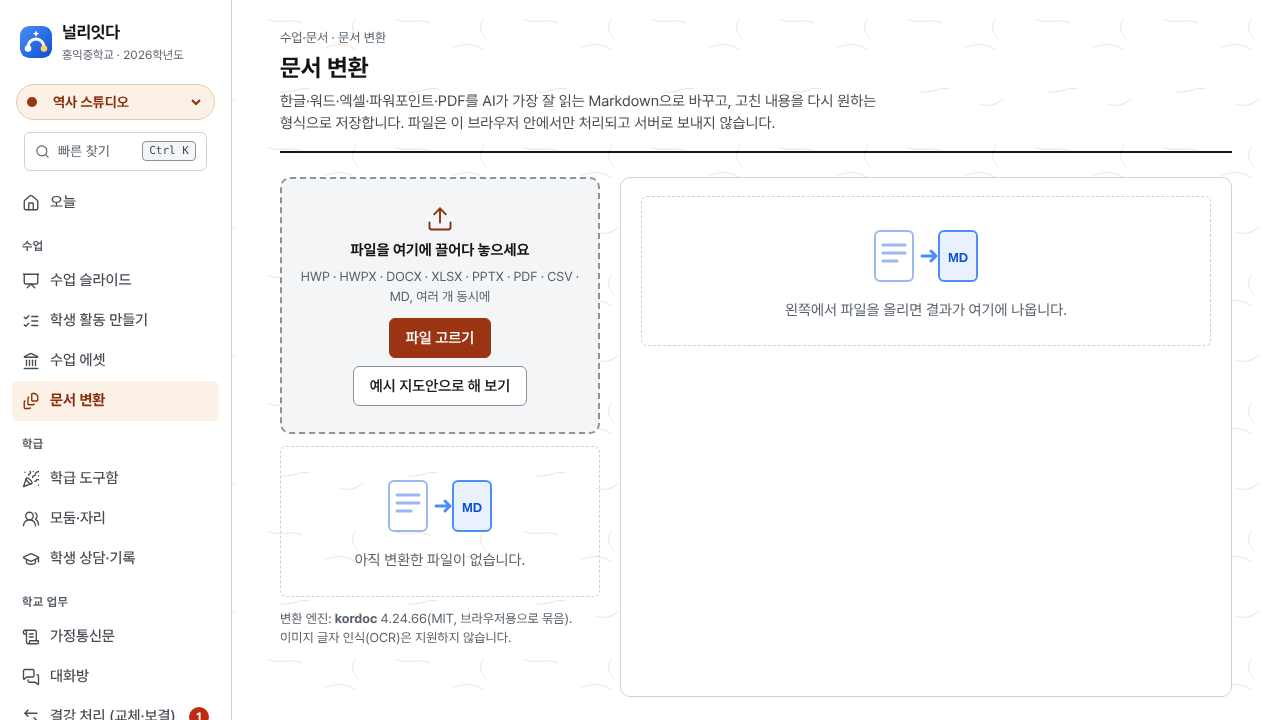 널리잇다
홍익중학교 · 2026학년도
역사 스튜디오
빠른 찾기
Ctrl K
오늘
수업
수업 슬라이드
학생 활동 만들기
수업 에셋
문서 변환
학급
학급 도구함
모둠·자리
학생 상담·기록
학교 업무
가정통신문
대화방
결강 처리 (교체·보결)
1
수업·문서 · 문서 변환
문서 변환
한글·워드·엑셀·파워포인트·PDF를 AI가 가장 잘 읽는 Markdown으로 바꾸고, 고친 내용을 다시 원하는
형식으로 저장합니다. 파일은 이 브라우저 안에서만 처리되고 서버로 보내지 않습니다.
파일을 여기에 끌어다 놓으세요
HWP · HWPX · DOCX · XLSX · PPTX · PDF · CSV ·
MD, 여러 개 동시에
파일 고르기
예시 지도안으로 해 보기
MD
아직 변환한 파일이 없습니다.
변환 엔진: kordoc 4.24.66(MIT, 브라우저용으로 묶음).
이미지 글자 인식(OCR)은 지원하지 않습니다.
MD
왼쪽에서 파일을 올리면 결과가 여기에 나옵니다.